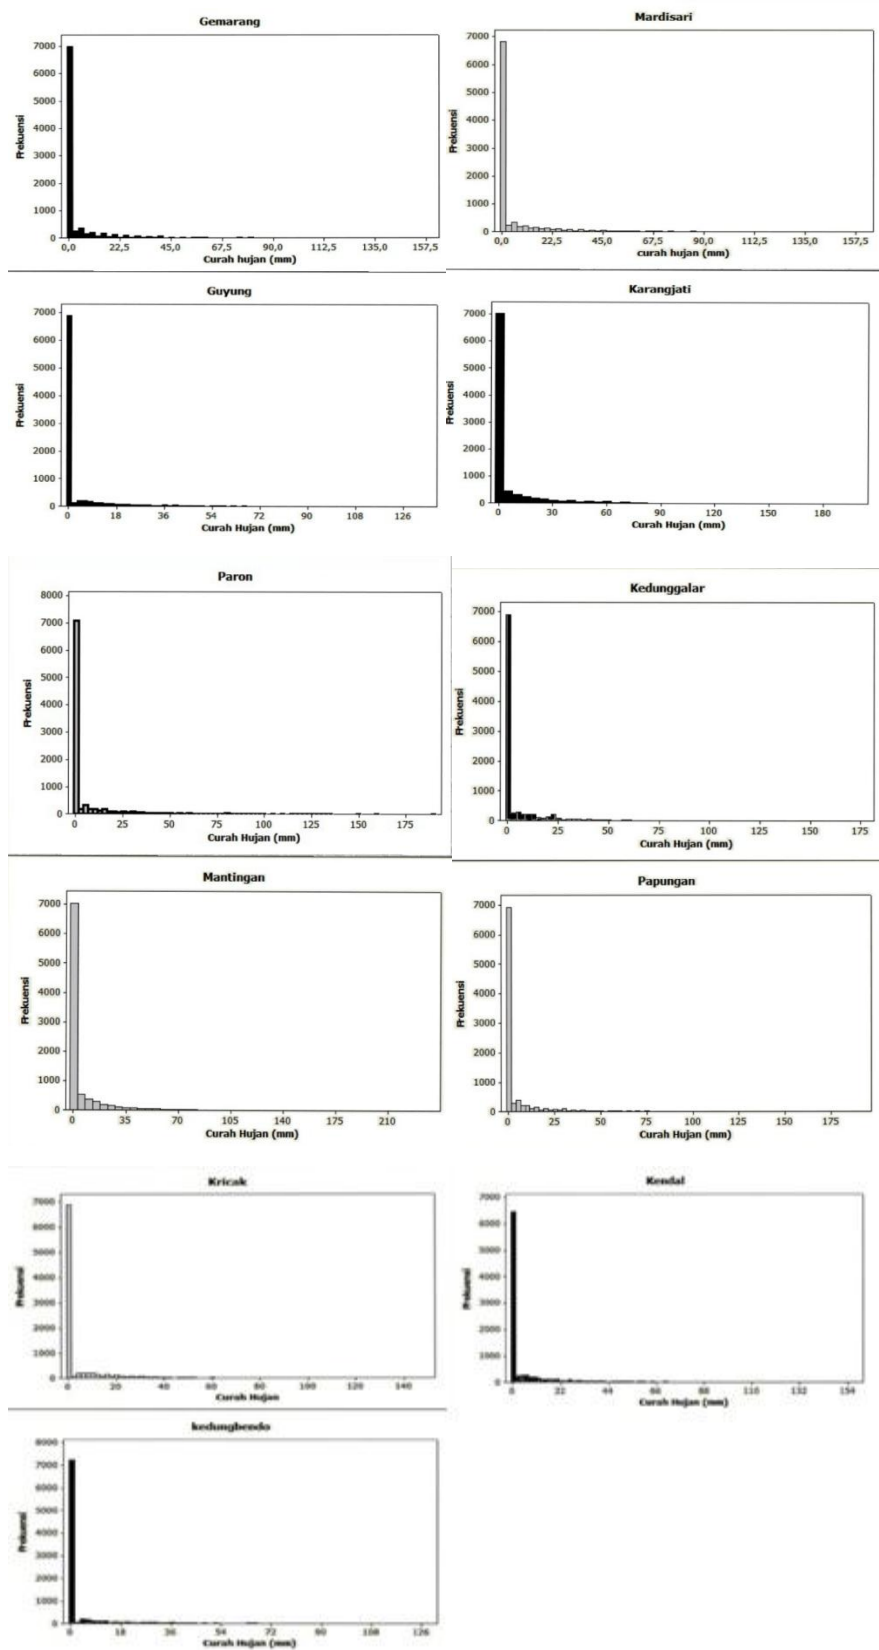 Gemarang
Frekuensi
7000
6000
5000
4000
3000
2000
1000
0
0,0 22,5 45,0 67,5 90,0 112,5 135,0 157,5
Curah hujan (mm)
Mardisari
Frekuensi
7000
6000
5000
4000
3000
2000
1000
0
0,0 22,5 45,0 67,5 90,0 112,5 135,0 157,5
curah hujan (mm)
Guyung
Frekuensi
7000
6000
5000
4000
3000
2000
1000
0
0 18 36 54 72 90 108 126
Curah Hujan (mm)
Karangjati
Frekuensi
7000
6000
5000
4000
3000
2000
1000
0
0 30 60 90 120 150 180
Curah Hujan (mm)
Paron
Frekuensi
8000
7000
6000
5000
4000
3000
2000
1000
0
0 25 50 75 100 125 150 175
Curah Hujan (mm)
Kedunggalar
Frekuensi
7000
6000
5000
4000
3000
2000
1000
0
0 25 50 75 100 125 150 175
Curah Hujan (mm)
Mantingan
Frekuensi
7000
6000
5000
4000
3000
2000
1000
0
0 35 70 105 140 175 210
Curah Hujan (mm)
Papungan
Frekuensi
7000
6000
5000
4000
3000
2000
1000
0
0 25 50 75 100 125 150 175
Curah Hujan (mm)
Kricak
Frekuensi
7000
6000
5000
4000
3000
2000
1000
0
0 20 40 60 80 100 120 140
Curah Hujan
Kendal
Frekuensi
7000
6000
5000
4000
3000
2000
1000
0
0 22 44 66 88 110 132 154
Curah Hujan (mm)
kedungbendo
Frekuensi
8000
7000
6000
5000
4000
3000
2000
1000
0
0 18 36 54 72 90 108 126
Curah Hujan (mm)